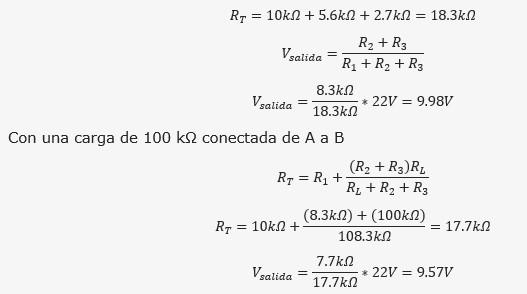 R_T = 10kΩ + 5.6kΩ + 2.7kΩ = 18.3kΩ
V_salida = (R_2 + R_3) / (R_1 + R_2 + R_3)
V_salida = 8.3kΩ / 18.3kΩ * 22V = 9.98V
Con una carga de 100 kΩ conectada de A a B
R_T = R_1 + (R_2 + R_3)R_L / (R_L + R_2 + R_3)
R_T = 10kΩ + (8.3kΩ) + (100kΩ) / 108.3kΩ = 17.7kΩ
V_salida = 7.7kΩ / 17.7kΩ * 22V = 9.57V